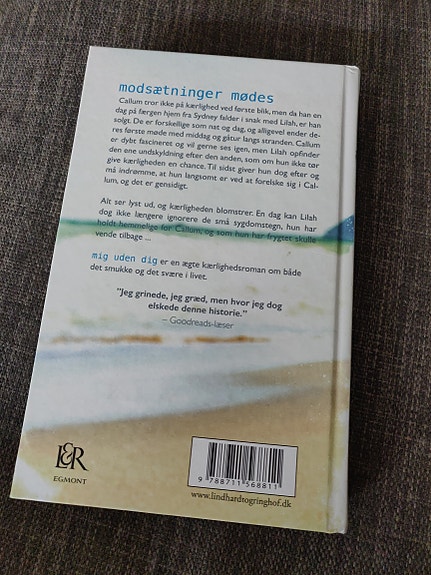 modsætninger mødes
Callum tror ikke på kærlighed ved første blik, men da han en
dag på færgen hjem fra Sydney falder i snak med Lilah, er han
solgt. De er forskellige som nat og dag, og alligevel ender de-
res første møde med middag og gåtur langs stranden. Callum
er dybt fascineret og vil gerne ses igen, men Lilah opfinder
den ene undskyldning efter den anden, som om hun ikke tør
give kærligheden en chance. Til sidst giver hun dog efter og
må indrømme, at hun langsomt er ved at forelske sig i Cal-
lum, og det er gensidigt.
Alt ser lyst ud, og kærligheden blomstrer. En dag kan Lilah
dog ikke længere ignorere de små sygdomstegn, hun har
holdt hemmelige for Callum, og som hun har frygtet skulle
vende tilbage ...
mig uden dig er en ægte kærlighedsroman om både
det smukke og det svære i livet.
"Jeg grinede, jeg græd, men hvor jeg dog
elskede denne historie."
– Goodreads-læser
L&R
EGMONT
9 788711 568811
www.lindhardtogringhof.dk